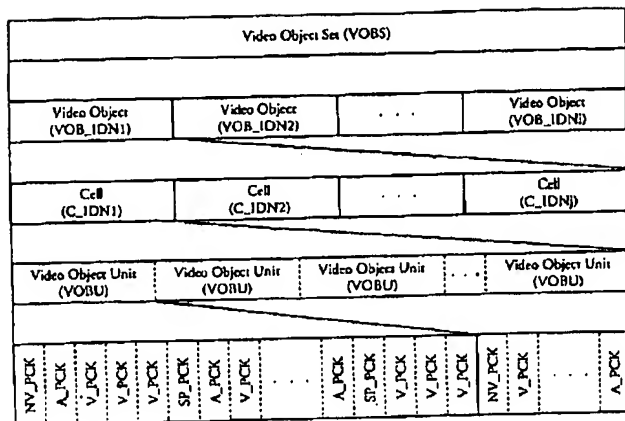 Video Object Set (VOBS)
Video Object Video Object . . . Video Object
(VOB_IDN1) (VOB_IDN2) (VOB_IDNi)
Cell Cell . . . Cell
(C_IDN1) (C_IDN2) (C_IDNj)
Video Object Unit Video Object Unit Video Object Unit . . . Video Object Unit
(VOBU) (VOBU) (VOBU) (VOBU)
NV_PCK A_PCK V_PCK V_PCK V_PCK SP_PCK A_PCK V_PCK . . . . A_PCK SP_PCK V_PCK V_PCK V_PCK NV_PCK V_PCK . . . . A_PCK